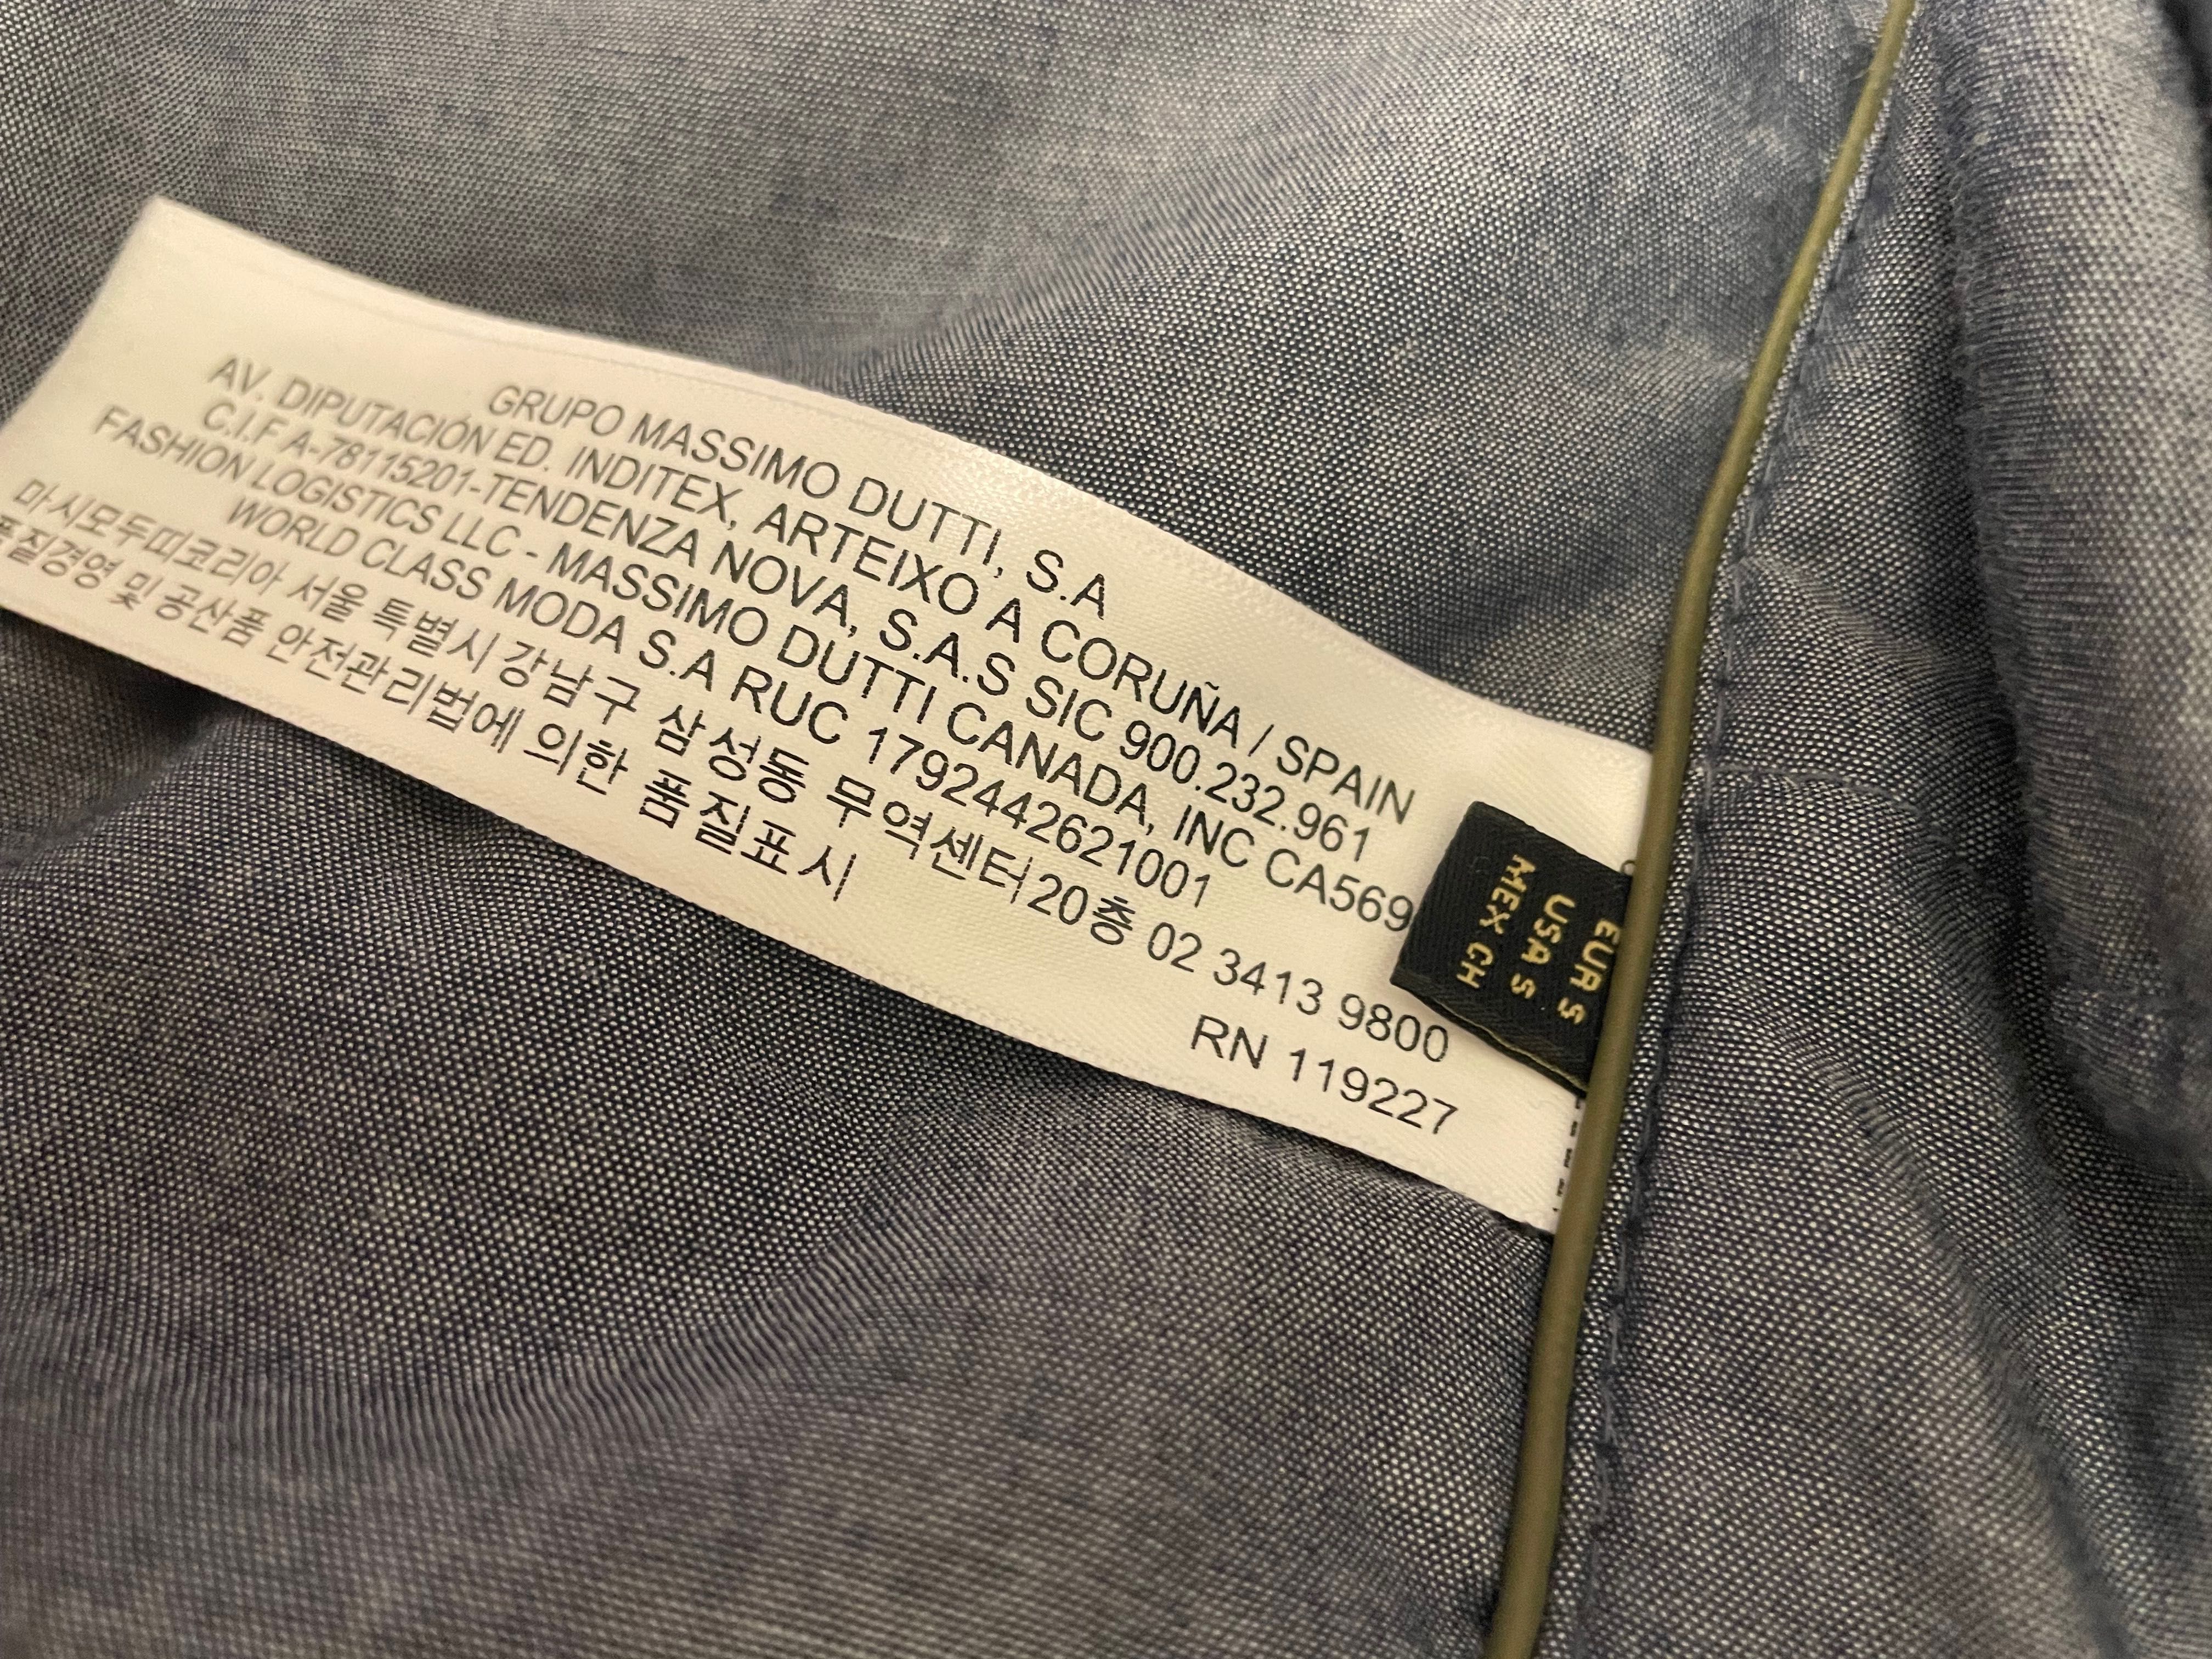 GRUPO MASSIMO DUTTI, S.A
AV. DIPUTACIÓN ED. INDITEX, ARTEIXO A CORUÑA / SPAIN
C.I.F A-78115201-TENDENZA NOVA, S.A.S SIC 900.232.961
FASHION LOGISTICS LLC - MASSIMO DUTTI CANADA, INC CA569
WORLD CLASS MODA S.A RUC 1792442621001
마시모두띠코리아 서울 특별시 강남구 삼성동 무역센터20층 02 3413 9800
품질경영 및 공산품 안전관리법에 의한 품질표시
RN 119227
EUR S
USA S
MEX CH